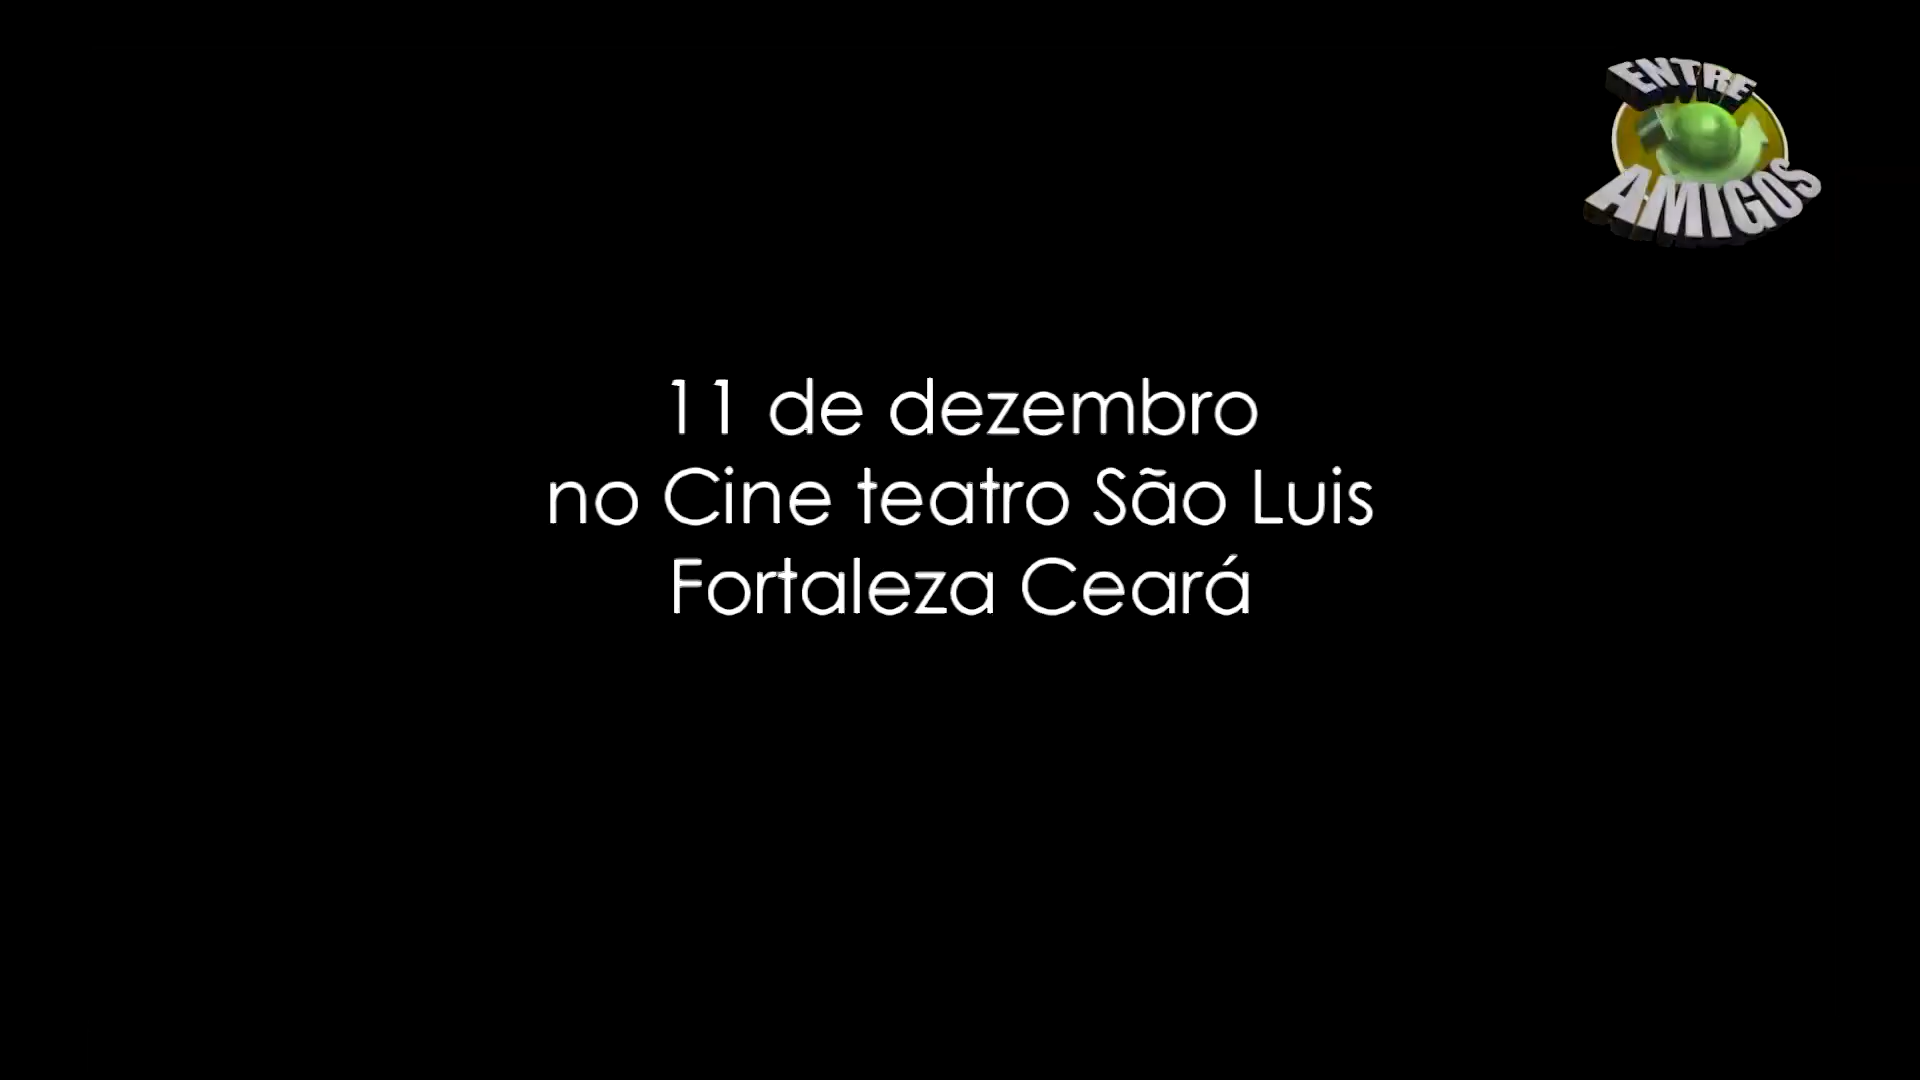 ENTRE
AMIGOS
11 de dezembro
no Cine teatro São Luis
Fortaleza Ceará